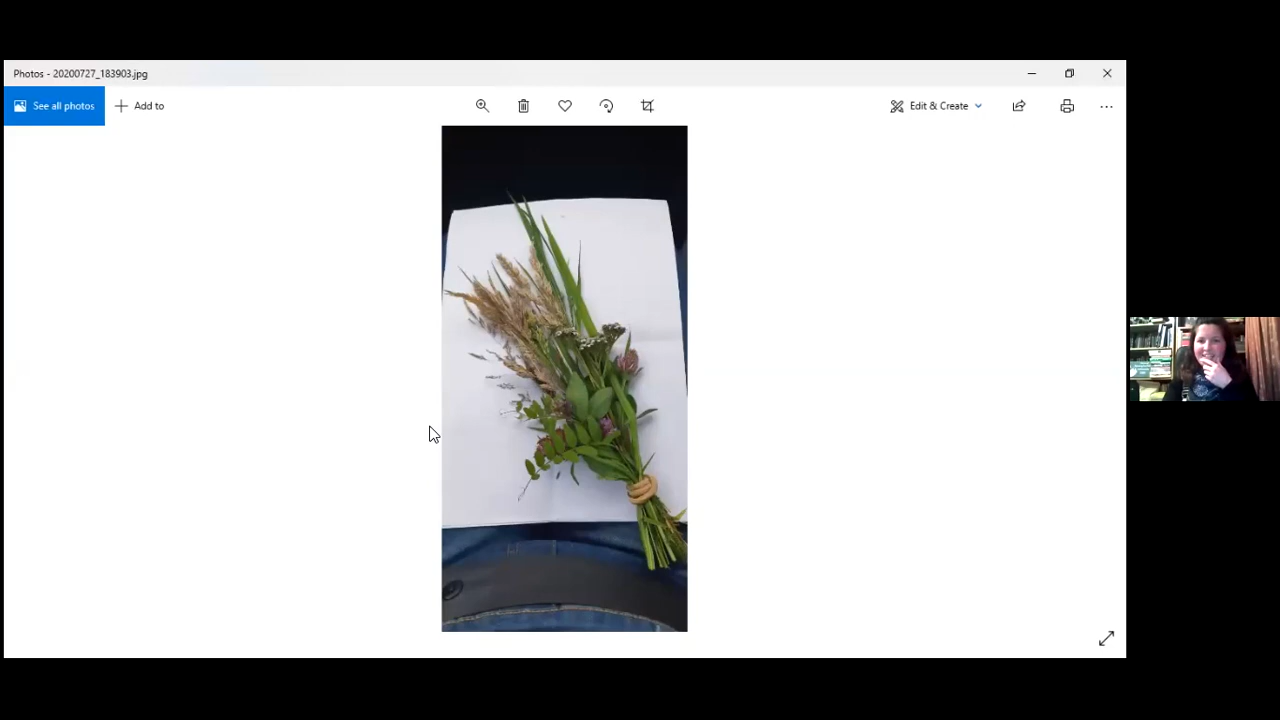 Photos - 20200727_183903.jpg
See all photos
Add to
Edit & Create